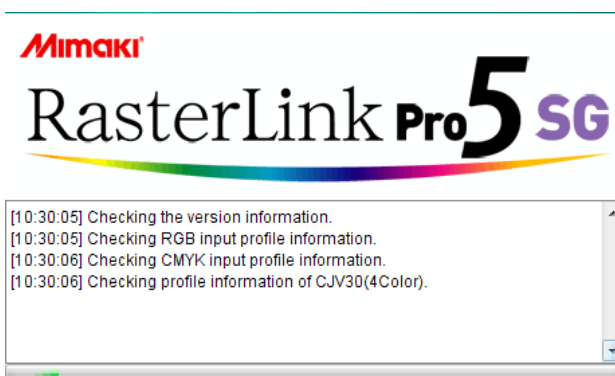 Mimaki
RasterLink Pro5 SG
[10:30:05] Checking the version information.
[10:30:05] Checking RGB input profile information.
[10:30:06] Checking CMYK input profile information.
[10:30:06] Checking profile information of CJV30(4Color).